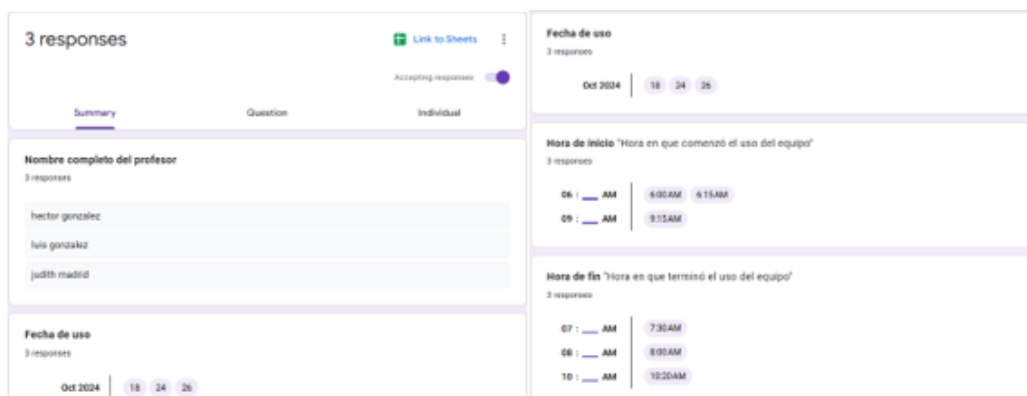 3 responses
Link to Sheets
Accepting responses
Summary Question Individual
Nombre completo del profesor
3 responses
hector gonzalez
luis gonzalez
judith madrid
Fecha de uso
3 responses
Oct 2024 18 24 26
Fecha de uso
3 responses
Oct 2024 18 24 26
Hora de inicio "Hora en que comenzó el uso del equipo"
3 responses
06 : __ AM 6:00 AM 6:15 AM
09 : __ AM 9:15 AM
Hora de fin "Hora en que terminó el uso del equipo"
3 responses
07 : __ AM 7:30 AM
08 : __ AM 8:00 AM
10 : __ AM 10:20 AM